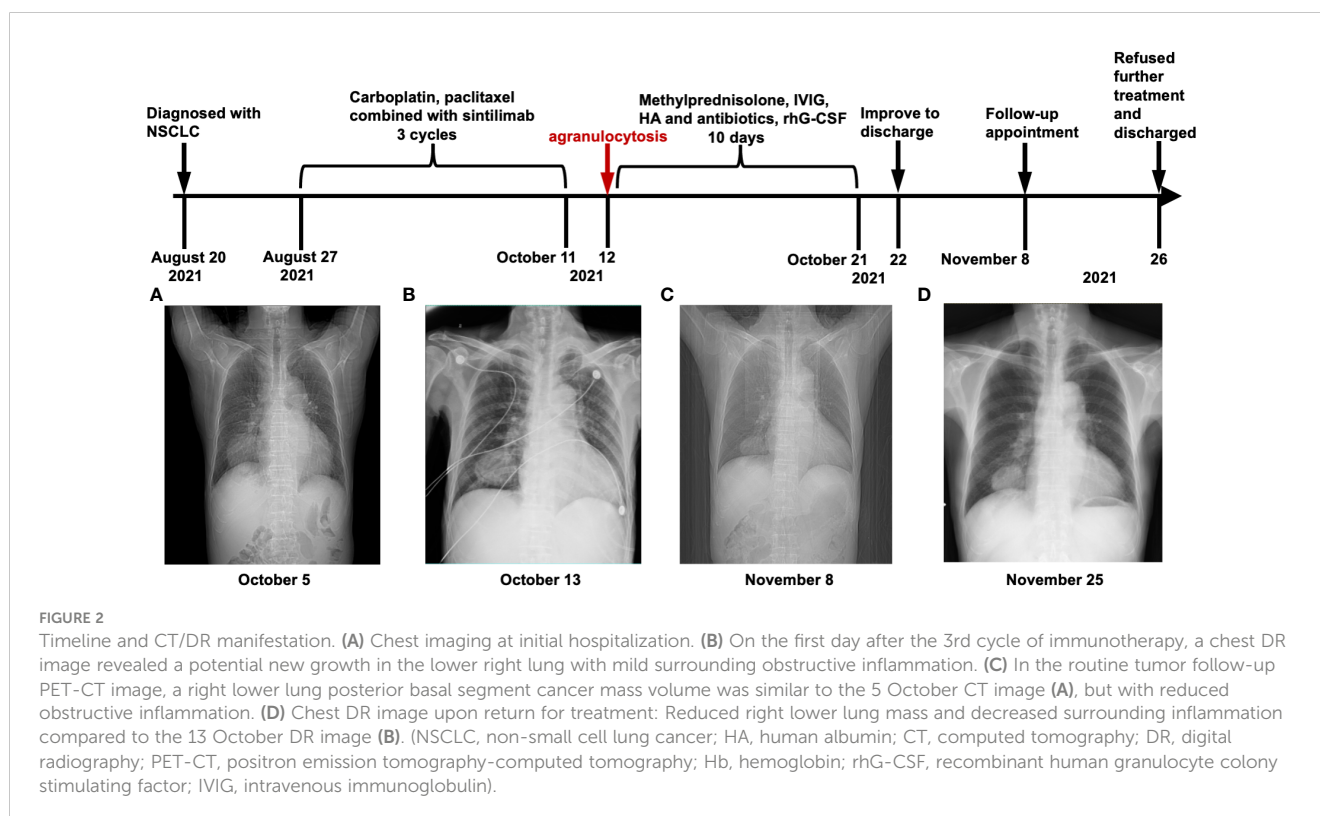 Diagnosed with
NSCLC
Carboplatin, paclitaxel
combined with sintilimab
3 cycles
agranulocytosis
Methylprednisolone, IVIG,
HA and antibiotics, rhG-CSF
10 days
Improve to
discharge
Follow-up
appointment
Refused
further
treatment
and
discharged
August 20
2021
August 27
2021
October 11
12
2021
October 21
22
2021
November 8
26
2021
A
B
C
D
October 5
October 13
November 8
November 25
FIGURE 2
Timeline and CT/DR manifestation. (A) Chest imaging at initial hospitalization. (B) On the first day after the 3rd cycle of immunotherapy, a chest DR
image revealed a potential new growth in the lower right lung with mild surrounding obstructive inflammation. (C) In the routine tumor follow-up
PET-CT image, a right lower lung posterior basal segment cancer mass volume was similar to the 5 October CT image (A), but with reduced
obstructive inflammation. (D) Chest DR image upon return for treatment: Reduced right lower lung mass and decreased surrounding inflammation
compared to the 13 October DR image (B). (NSCLC, non-small cell lung cancer; HA, human albumin; CT, computed tomography; DR, digital
radiography; PET-CT, positron emission tomography-computed tomography; Hb, hemoglobin; rhG-CSF, recombinant human granulocyte colony
stimulating factor; IVIG, intravenous immunoglobulin).